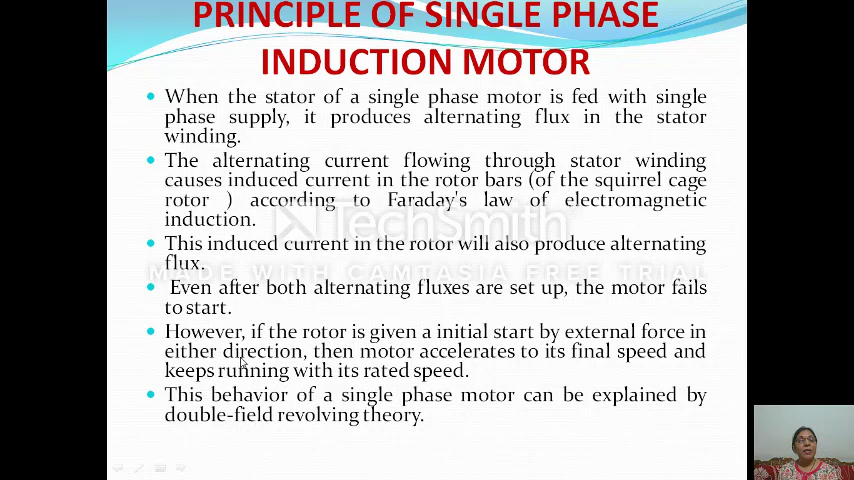 PRINCIPLE OF SINGLE PHASE
INDUCTION MOTOR
• When the stator of a single phase motor is fed with single
phase supply, it produces alternating flux in the stator
winding.
• The alternating current flowing through stator winding
causes induced current in the rotor bars (of the squirrel cage
rotor ) according to Faraday's law of electromagnetic
induction.
TechSmith
• This induced current in the rotor will also produce alternating
flux.
MADE WITH CAMTASIA FREE TRIAL
• Even after both alternating fluxes are set up, the motor fails
to start.
• However, if the rotor is given a initial start by external force in
either direction, then motor accelerates to its final speed and
keeps running with its rated speed.
• This behavior of a single phase motor can be explained by
double-field revolving theory.